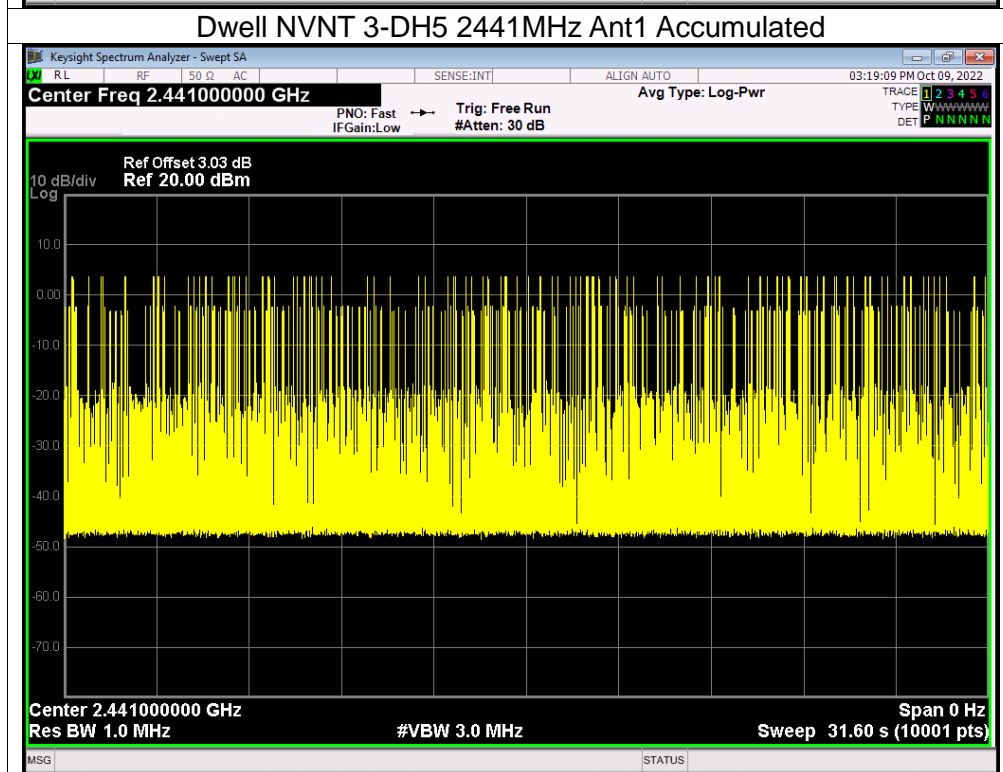 Dwell NVNT 3-DH5 2441MHz Ant1 Accumulated
Keysight Spectrum Analyzer - Swept SA
LXI RL RF 50 Ω AC SENSE:INT ALIGN AUTO 03:19:09 PM Oct 09, 2022
Center Freq 2.441000000 GHz Avg Type: Log-Pwr TRACE 1 2 3 4 5 6
PNO: Fast Trig: Free Run TYPE WWWWWW
IFGain:Low #Atten: 30 dB DET P N N N N N
Ref Offset 3.03 dB
10 dB/div Ref 20.00 dBm
Log
10.0
0.00
-10.0
-20.0
-30.0
-40.0
-50.0
-60.0
-70.0
Center 2.441000000 GHz Span 0 Hz
Res BW 1.0 MHz #VBW 3.0 MHz Sweep 31.60 s (10001 pts)
MSG STATUS